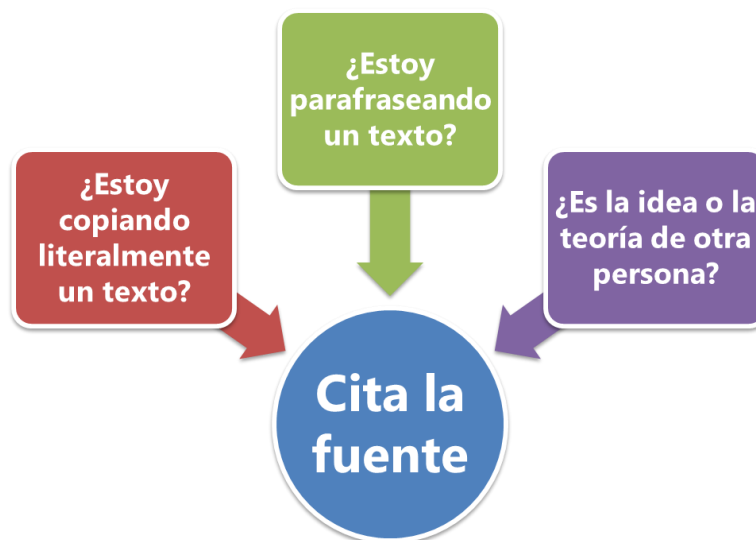 ¿Estoy
copiando
literalmente
un texto?
¿Estoy
parafraseando
un texto?
¿Es la idea o la
teoría de otra
persona?
Cita la
fuente